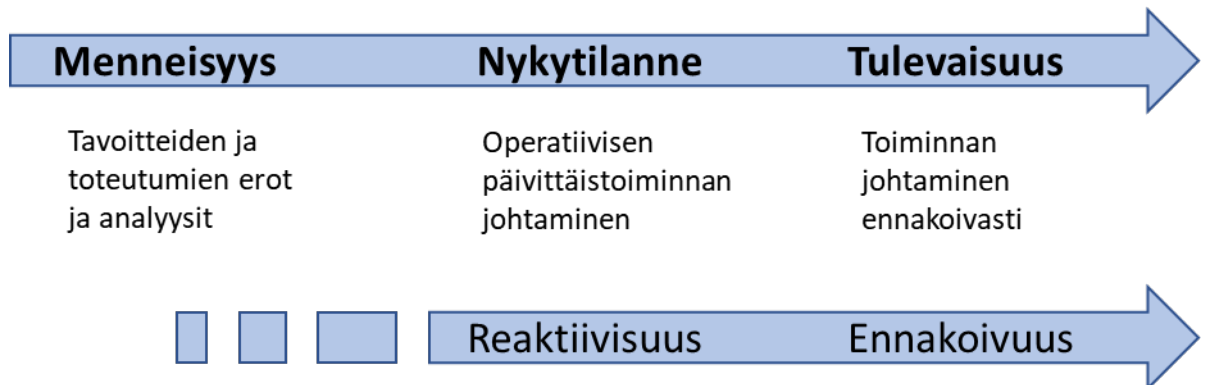 Menneisyys
Nykytilanne
Tulevaisuus
Tavoitteiden ja
toteutumien erot
ja analyysit
Operatiivisen
päivittäistoiminnan
johtaminen
Toiminnan
johtaminen
ennakoivasti
Reaktiivisuus
Ennakoivuus